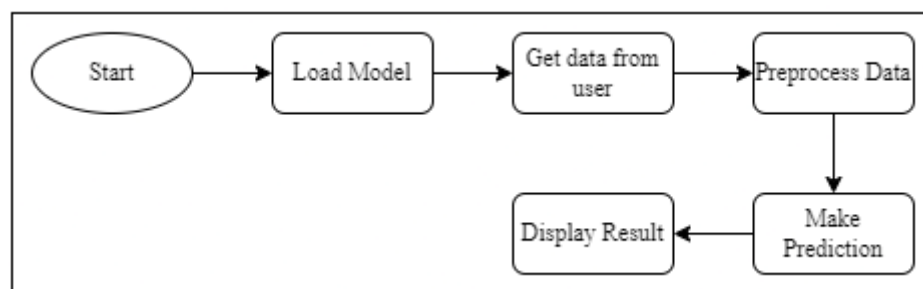 Start
Load Model
Get data from
user
Preprocess Data
Make
Prediction
Display Result